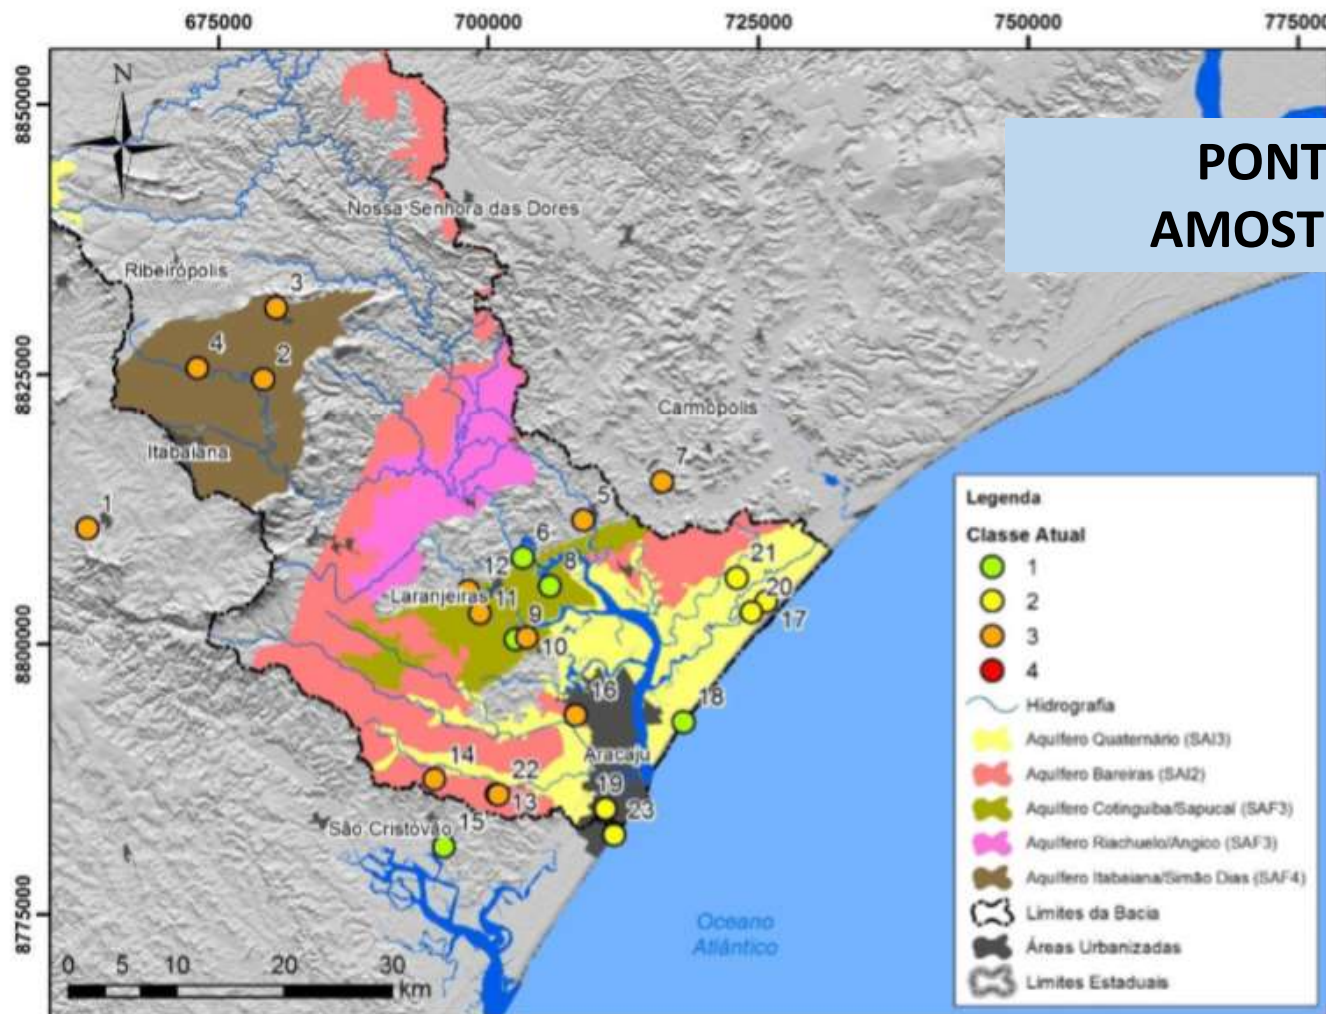 675000 700000 725000 750000 775000
8850000
8825000
8800000
8775000
N
PONT
AMOST
Nossa Senhora das Dores
Ribeirópolis
3
4
2
Itabaiana
1
Carmópolis
7
5
6
12
8
Laranjeiras
11
9
10
21
20
17
16
18
Aracaju
14
22
19
13
23
São Cristovão
15
Oceano
Atlântico
0 5 10 20 30
km
Legenda
Classe Atual
1
2
3
4
Hidrografia
Aquífero Quaternário (SAI3)
Aquífero Bareiras (SAI2)
Aquífero Cotinguiba/Sapucaí (SAF3)
Aquífero Riachuelo/Angico (SAF3)
Aquífero Itabaiana/Simão Dias (SAF4)
Limites da Bacia
Áreas Urbanizadas
Limites Estaduais